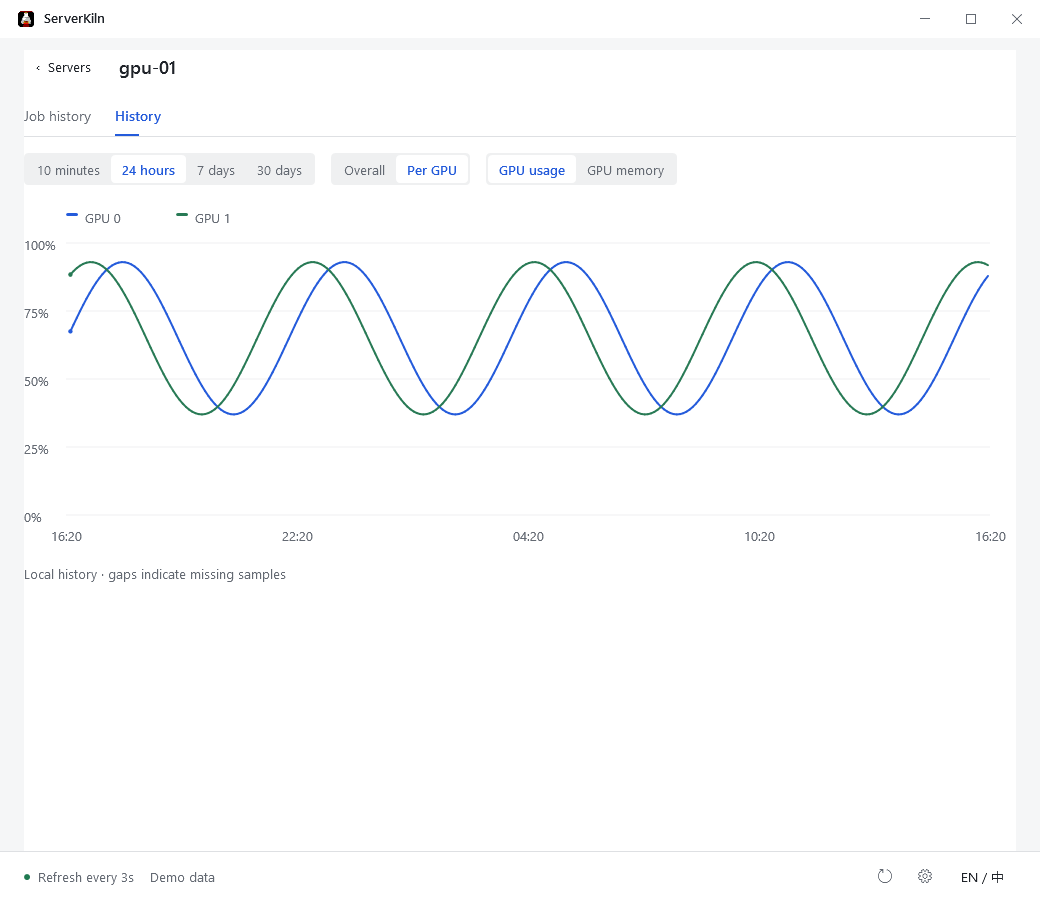 ServerKiln
‹ Servers gpu-01
Job history History
10 minutes 24 hours 7 days 30 days Overall Per GPU GPU usage GPU memory
GPU 0 GPU 1
100%
75%
50%
25%
0%
16:20 22:20 04:20 10:20 16:20
Local history · gaps indicate missing samples
Refresh every 3s Demo data EN / 中